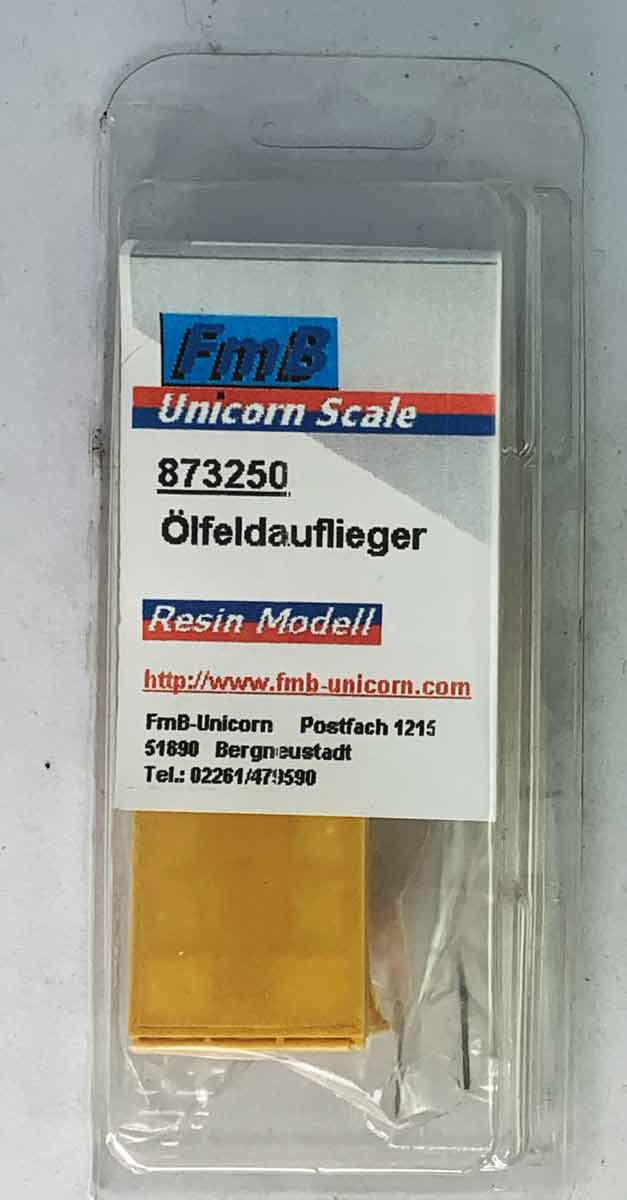 FmB
Unicorn Scale
873250
Ölfeldauflieger
Resin Modell
http://www.fmb-unicorn.com
FmB-Unicorn Postfach 1215
51690 Bergneustadt
Tel.: 02261/479590